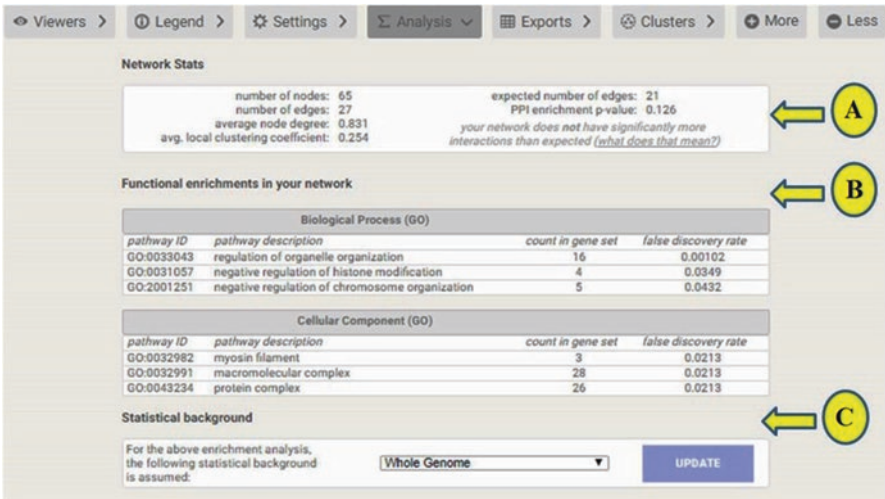 Viewers > Legend > Settings > Σ Analysis Exports > Clusters > More Less
Network Stats
number of nodes: 65
number of edges: 27
average node degree: 0.831
avg. local clustering coefficient: 0.254
expected number of edges: 21
PPI enrichment p-value: 0.126
your network does not have significantly more
interactions than expected (what does that mean?)
A
Functional enrichments in your network
B
Biological Process (GO)
pathway ID pathway description count in gene set false discovery rate
GO:0033043 regulation of organelle organization 16 0.00102
GO:0031057 negative regulation of histone modification 4 0.0349
GO:2001251 negative regulation of chromosome organization 5 0.0432
Cellular Component (GO)
pathway ID pathway description count in gene set false discovery rate
GO:0032982 myosin filament 3 0.0213
GO:0032991 macromolecular complex 28 0.0213
GO:0043234 protein complex 26 0.0213
Statistical background
C
For the above enrichment analysis,
the following statistical background
is assumed:
Whole Genome
UPDATE